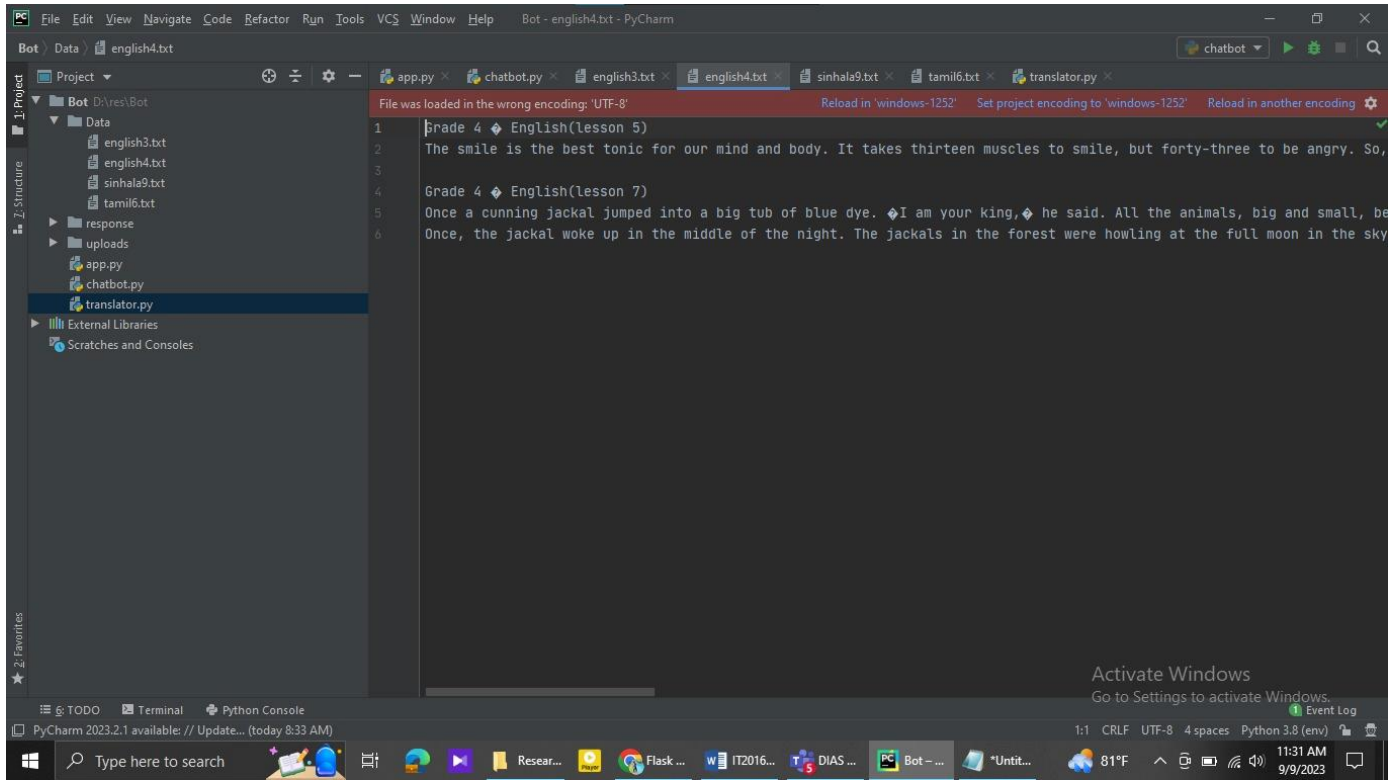 File Edit View Navigate Code Refactor Run Tools VCS Window Help Bot - english4.txt - PyCharm
Bot Data english4.txt chatbot
Project app.py chatbot.py english3.txt english4.txt sinhala9.txt tamil6.txt translator.py
1: Project
Bot D:\res\Bot
Data
english3.txt
english4.txt
sinhala9.txt
tamil6.txt
response
uploads
app.py
chatbot.py
translator.py
External Libraries
Scratches and Consoles
7: Structure
2: Favorites
File was loaded in the wrong encoding: 'UTF-8' Reload in 'windows-1252' Set project encoding to 'windows-1252' Reload in another encoding
1 Grade 4 � English(lesson 5)
2 The smile is the best tonic for our mind and body. It takes thirteen muscles to smile, but forty-three to be angry. So,
3
4 Grade 4 � English(lesson 7)
5 Once a cunning jackal jumped into a big tub of blue dye. �I am your king,� he said. All the animals, big and small, be
6 Once, the jackal woke up in the middle of the night. The jackals in the forest were howling at the full moon in the sky
Activate Windows
Go to Settings to activate Windows.
6: TODO Terminal Python Console 1 Event Log
PyCharm 2023.2.1 available: // Update... (today 8:33 AM) 1:1 CRLF UTF-8 4 spaces Python 3.8 (env)
Type here to search Resear... Flask ... IT2016... DIAS ... Bot – ... *Untit... 81°F 11:31 AM
9/9/2023